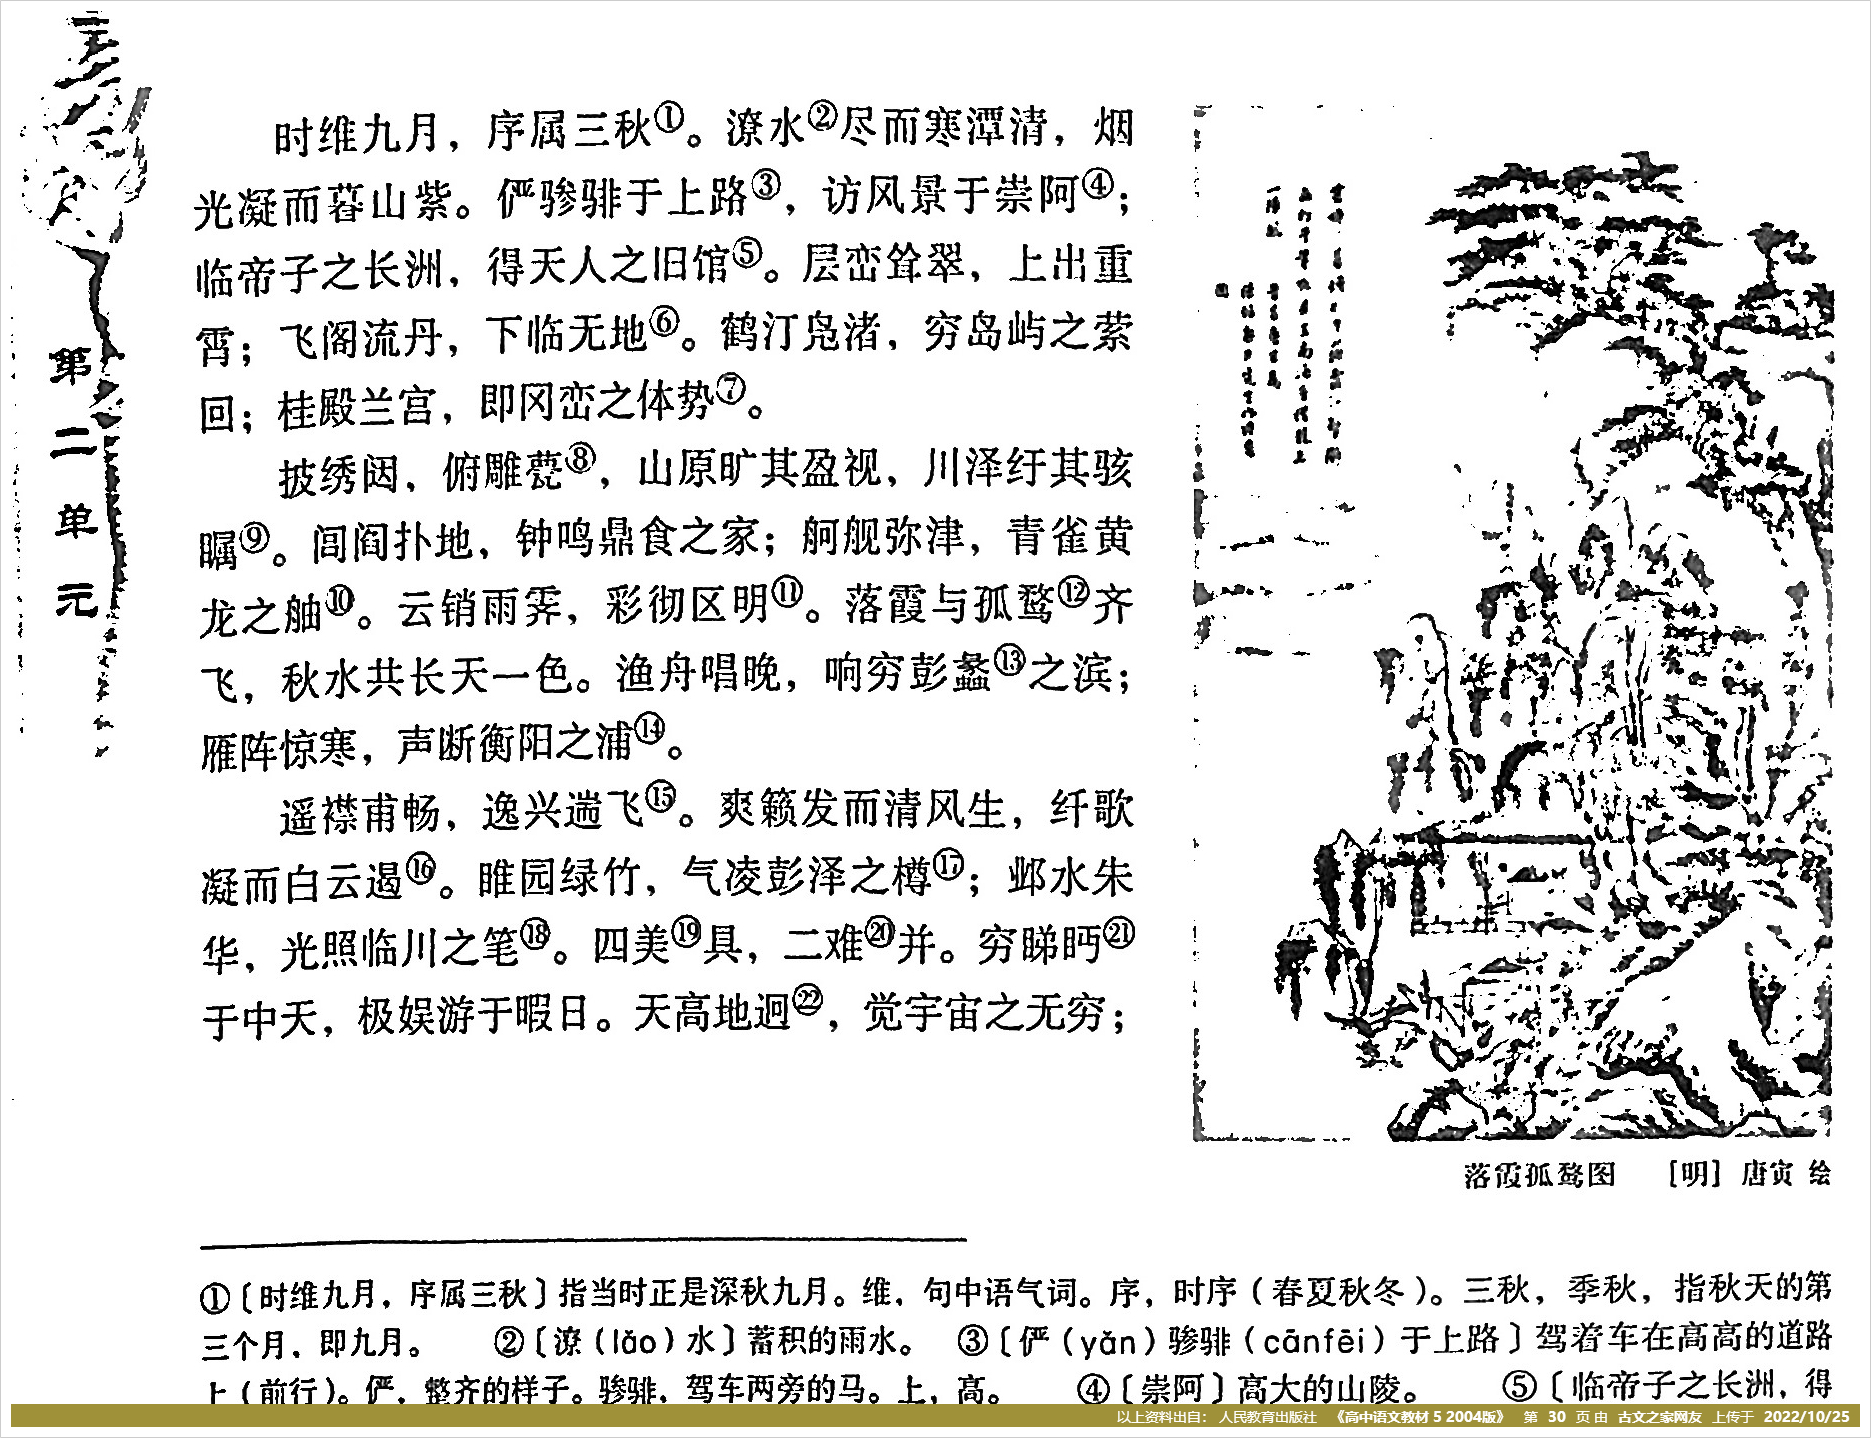 第二单元
时维九月，序属三秋①。潦水②尽而寒潭清，烟
光凝而暮山紫。俨骖𬴂于上路③，访风景于崇阿④；
临帝子之长洲，得天人之旧馆⑤。层峦耸翠，上出重
霄；飞阁流丹，下临无地⑥。鹤汀凫渚，穷岛屿之萦
回；桂殿兰宫，即冈峦之体势⑦。
披绣闼，俯雕甍⑧，山原旷其盈视，川泽纡其骇
瞩⑨。闾阎扑地，钟鸣鼎食之家；舸舰弥津，青雀黄
龙之舳⑩。云销雨霁，彩彻区明⑪。落霞与孤鹜⑫齐
飞，秋水共长天一色。渔舟唱晚，响穷彭蠡⑬之滨；
雁阵惊寒，声断衡阳之浦⑭。
遥襟甫畅，逸兴遄飞⑮。爽籁发而清风生，纤歌
凝而白云遏⑯。睢园绿竹，气凌彭泽之樽⑰；邺水朱
华，光照临川之笔⑱。四美⑲具，二难⑳并。穷睇眄㉑
于中天，极娱游于暇日。天高地迥㉒，觉宇宙之无穷；
落霞孤鹜图　［明］唐寅 绘
①〔时维九月，序属三秋〕指当时正是深秋九月。维，句中语气词。序，时序（春夏秋冬）。三秋，季秋，指秋天的第
三个月，即九月。　②〔潦（lǎo）水〕蓄积的雨水。　③〔俨（yǎn）骖𬴂（cānfēi）于上路〕驾着车在高高的道路
上（前行）。俨，整齐的样子。骖𬴂，驾车两旁的马。上，高。　④〔崇阿〕高大的山陵。　⑤〔临帝子之长洲，得
以上资料出自： 人民教育出版社 《高中语文教材 5 2004版》 第 30 页 由 古文之家网友 上传于 2022/10/25